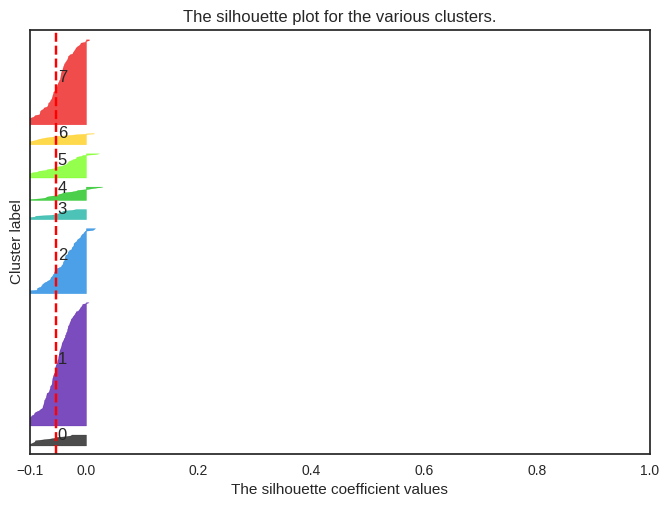 The silhouette plot for the various clusters.
Cluster label
7
6
5
4
3
2
1
0
−0.1 0.0 0.2 0.4 0.6 0.8 1.0
The silhouette coefficient values